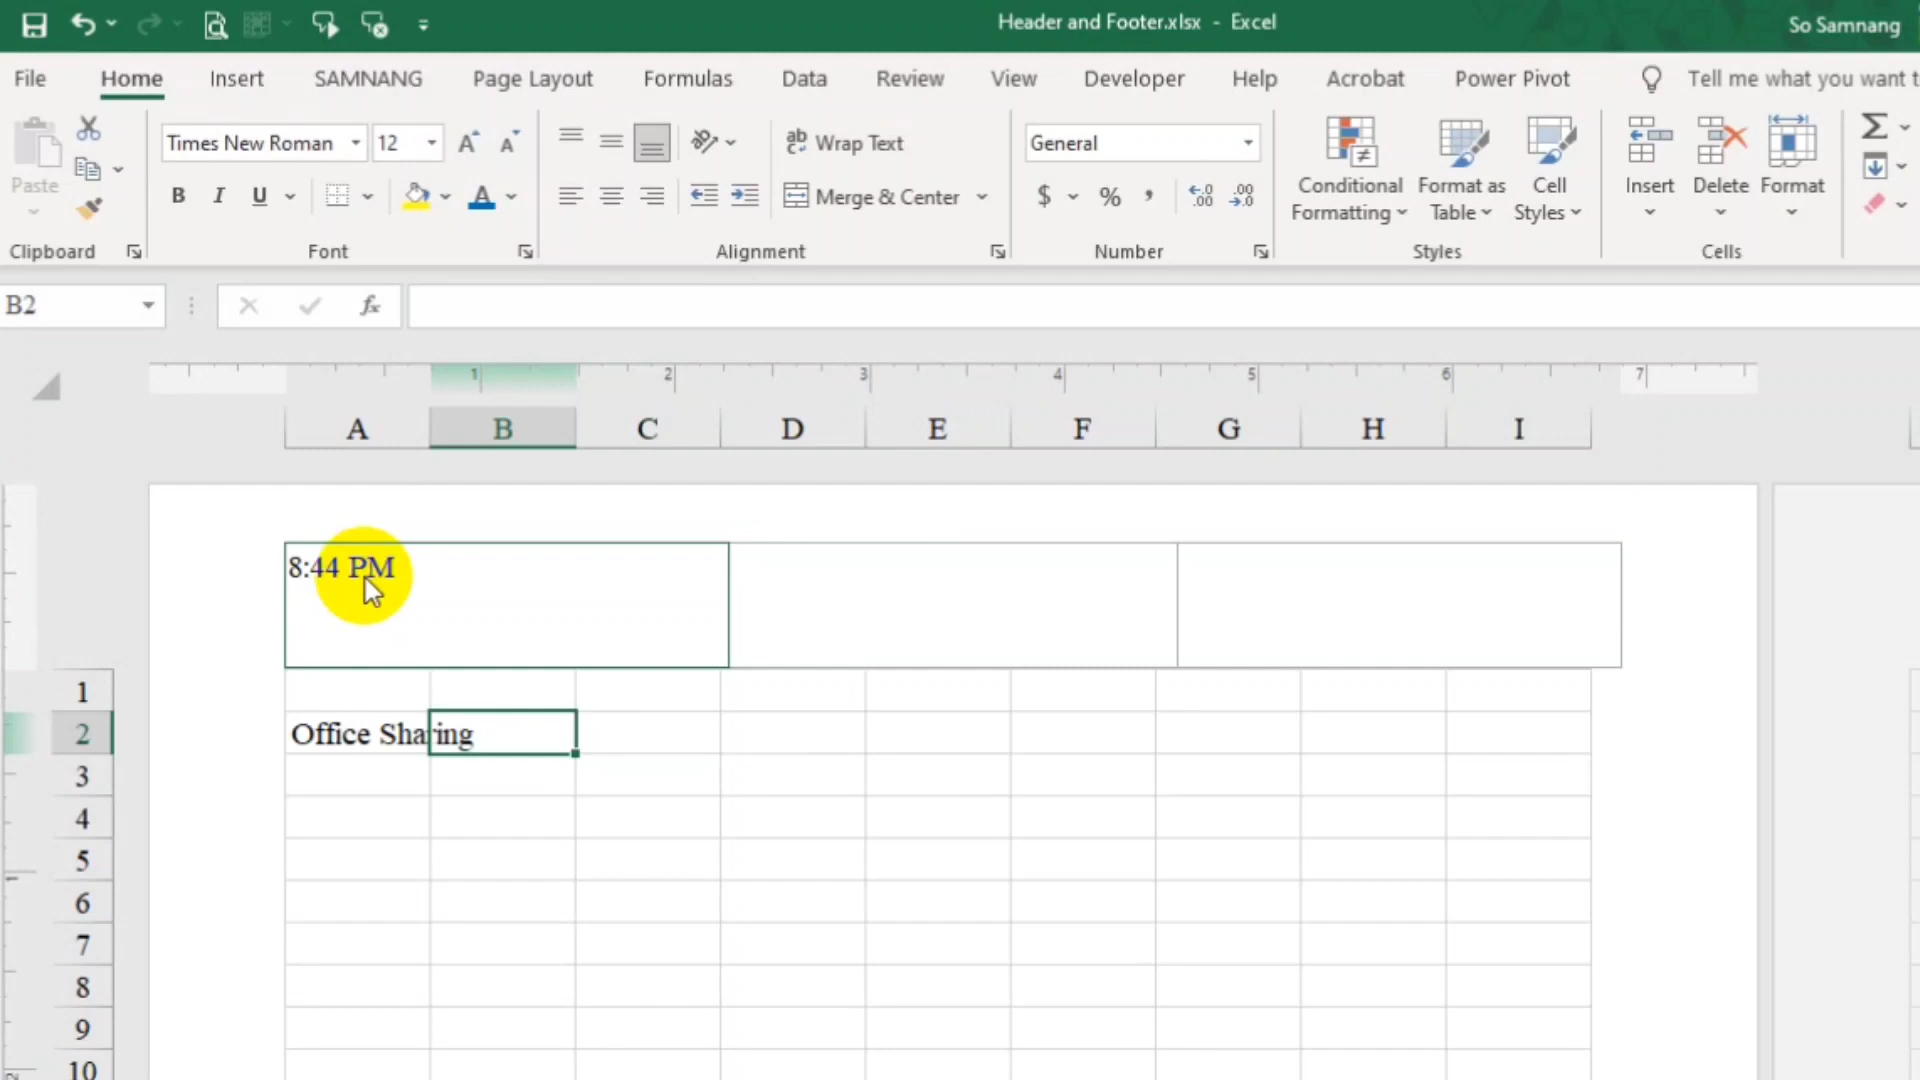 Header and Footer.xlsx - Excel
So Samnang
File Home Insert SAMNANG Page Layout Formulas Data Review View Developer Help Acrobat Power Pivot Tell me what you want t
Paste
Times New Roman 12 A A
ab Wrap Text
General
B I U A
Merge & Center
$ % ,
Conditional Formatting
Format as Table
Cell Styles
Insert Delete Format
Clipboard Font Alignment Number Styles Cells
B2 fx
1 2 3 4 5 6 7
A B C D E F G H I
8:44 PM
1
2 Office Sharing
3
4
5
6
7
8
9
10